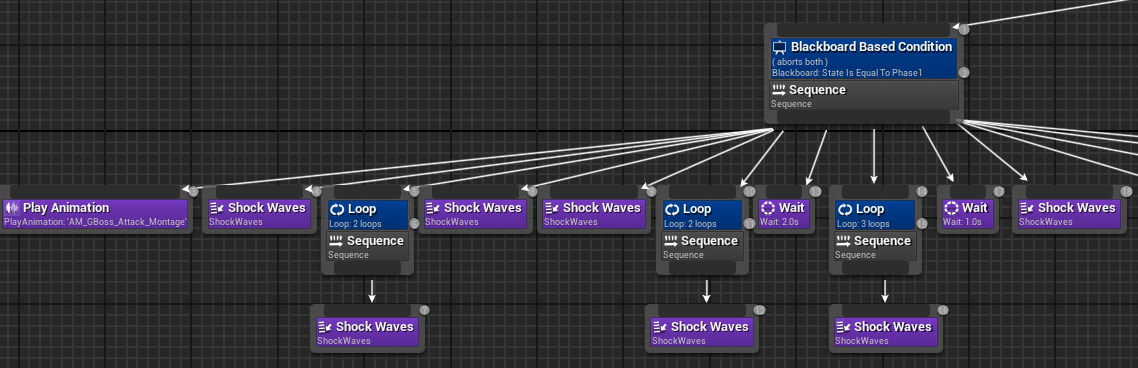 Blackboard Based Condition
( aborts both )
Blackboard: State Is Equal To Phase1
Sequence
Sequence
Play Animation
PlayAnimation: 'AM_GBoss_Attack_Montage'
Shock Waves
ShockWaves
Loop
Loop: 2 loops
Sequence
Sequence
Shock Waves
ShockWaves
Shock Waves
ShockWaves
Loop
Loop: 2 loops
Sequence
Sequence
Wait
Wait: 2.0s
Loop
Loop: 3 loops
Sequence
Sequence
Wait
Wait: 1.0s
Shock Waves
ShockWaves
Shock Waves
ShockWaves
Shock Waves
ShockWaves
Shock Waves
ShockWaves